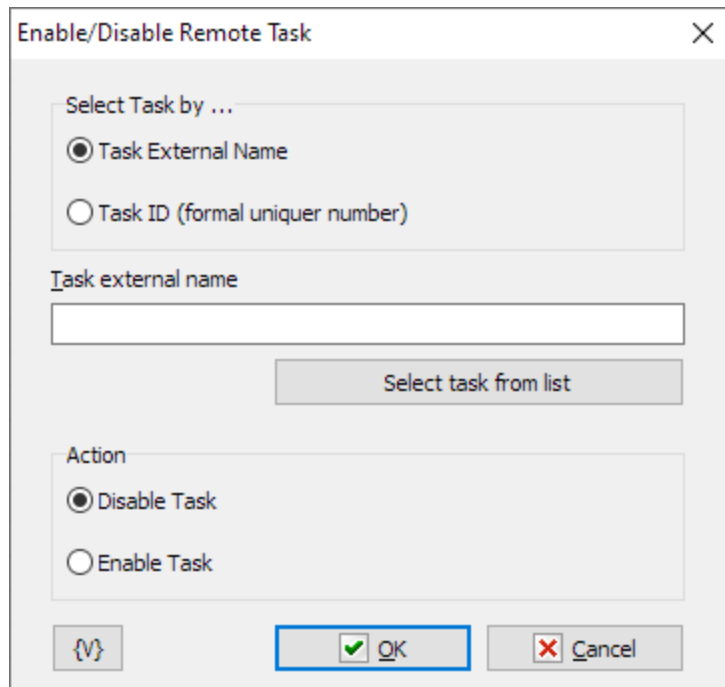 Enable/Disable Remote Task
Select Task by ...
Task External Name
Task ID (formal uniquer number)
Task external name
Select task from list
Action
Disable Task
Enable Task
{V}
OK
Cancel